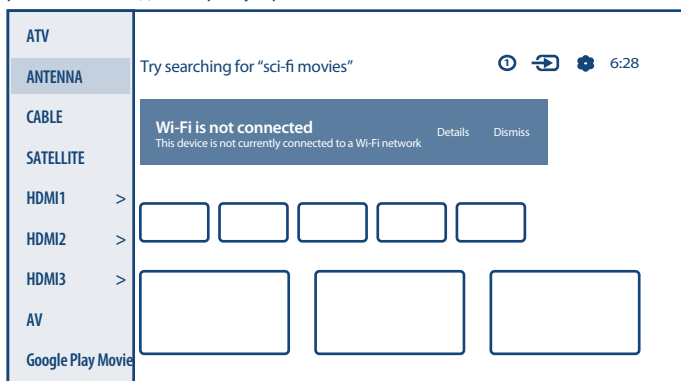 ATV
ANTENNA
CABLE
SATELLITE
HDMI1 >
HDMI2 >
HDMI3 >
AV
Google Play Movie
Try searching for “sci-fi movies”
1
6:28
Wi-Fi is not connected
This device is not currently connected to a Wi-Fi network
Details
Dismiss